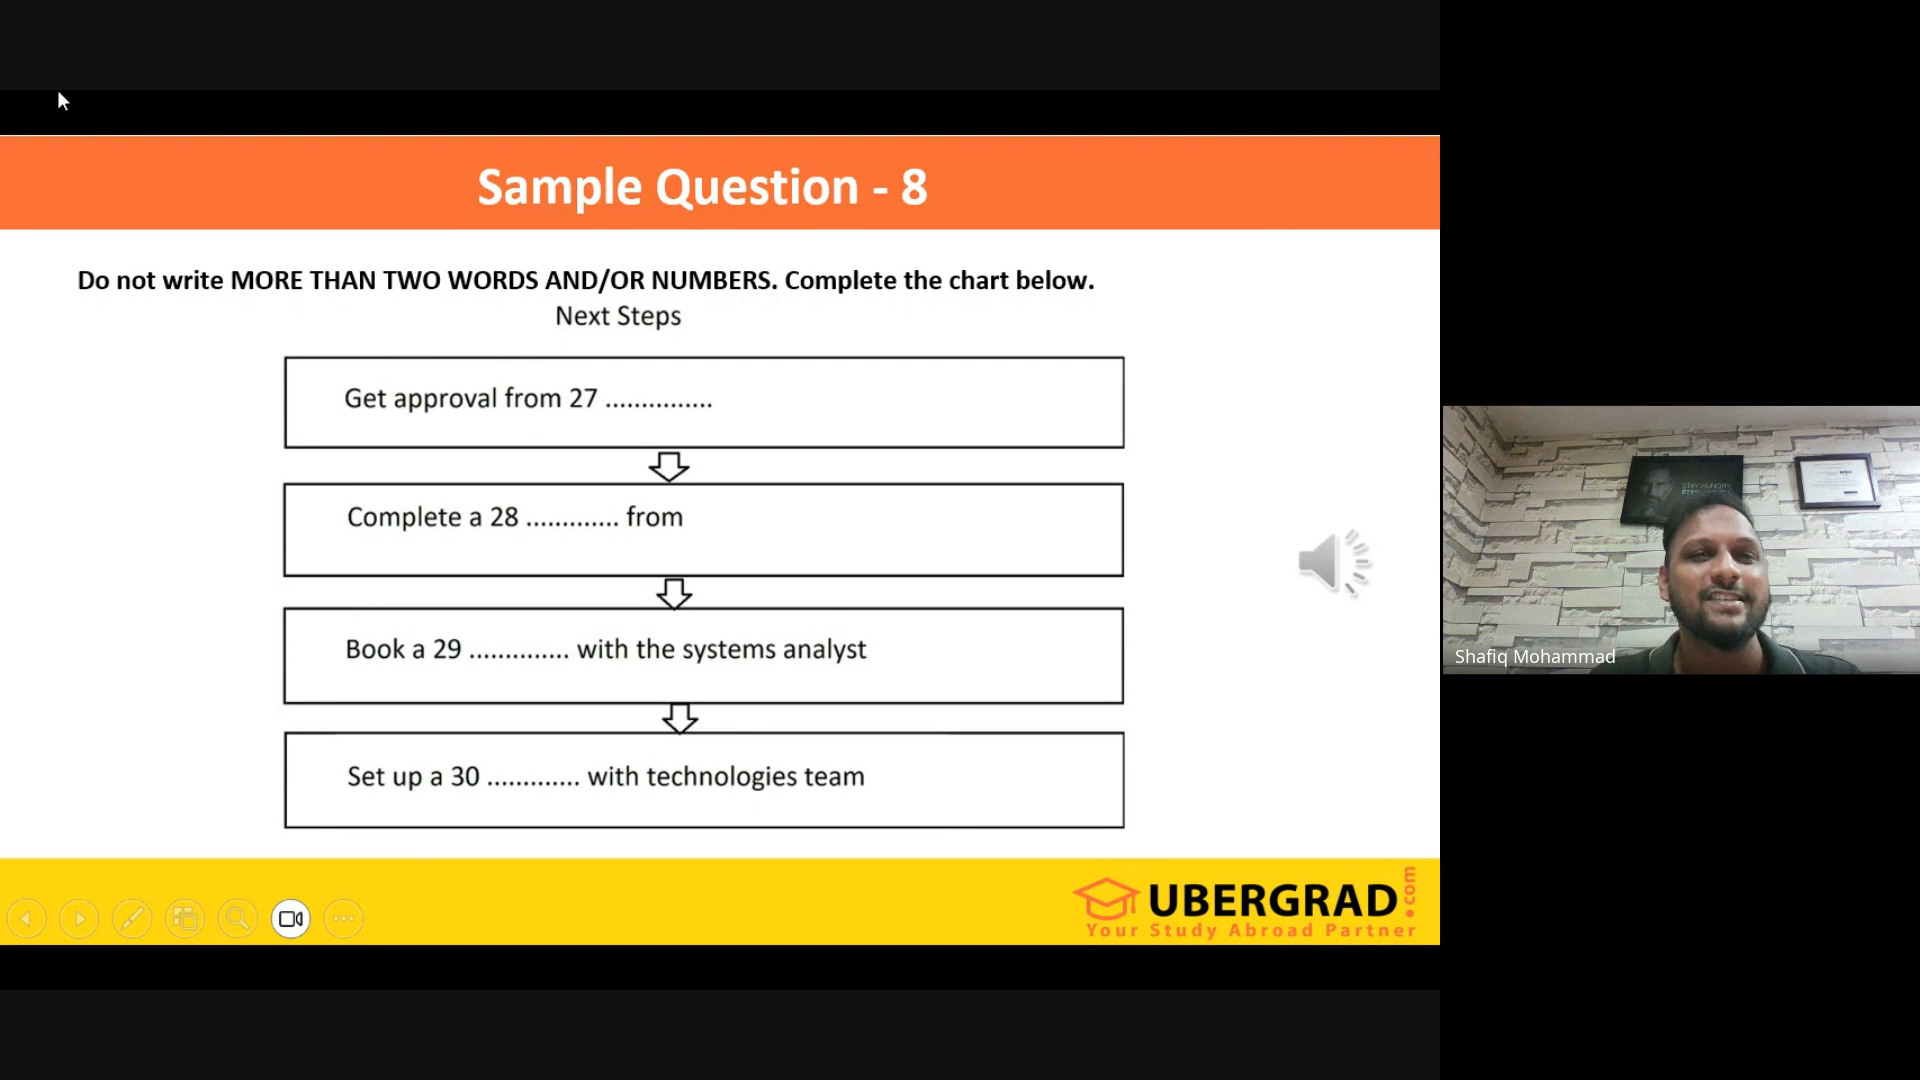 Sample Question - 8
Do not write MORE THAN TWO WORDS AND/OR NUMBERS. Complete the chart below.
Next Steps
Get approval from 27 ...............
Complete a 28 ............. from
Book a 29 .............. with the systems analyst
Set up a 30 ............. with technologies team
UBERGRAD.com
Your Study Abroad Partner
STAY HUNGRY
Shafiq Mohammad